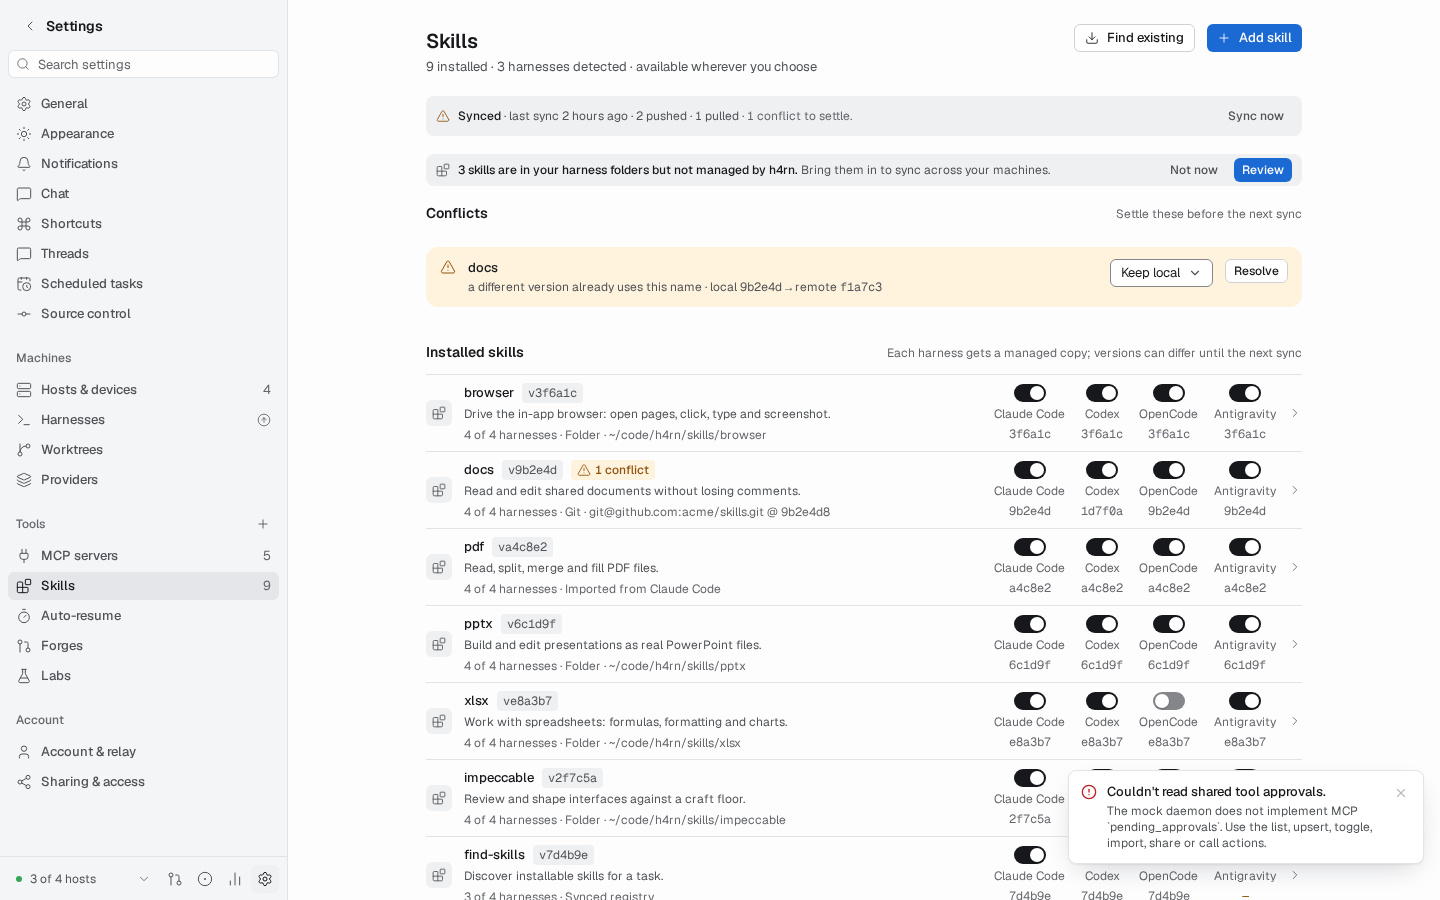 Settings
Search settings
General
Appearance
Notifications
Chat
Shortcuts
Threads
Scheduled tasks
Source control
Machines
Hosts & devices 4
Harnesses
Worktrees
Providers
Tools
MCP servers 5
Skills 9
Auto-resume
Forges
Labs
Account
Account & relay
Sharing & access
3 of 4 hosts
Skills
Find existing
Add skill
9 installed · 3 harnesses detected · available wherever you choose
Synced · last sync 2 hours ago · 2 pushed · 1 pulled · 1 conflict to settle.
Sync now
3 skills are in your harness folders but not managed by h4rn. Bring them in to sync across your machines.
Not now
Review
Conflicts
Settle these before the next sync
docs
a different version already uses this name · local 9b2e4d → remote f1a7c3
Keep local
Resolve
Installed skills
Each harness gets a managed copy; versions can differ until the next sync
browser v3f6a1c
Drive the in-app browser: open pages, click, type and screenshot.
4 of 4 harnesses · Folder · ~/code/h4rn/skills/browser
Claude Code Codex OpenCode Antigravity
3f6a1c 3f6a1c 3f6a1c 3f6a1c
docs v9b2e4d 1 conflict
Read and edit shared documents without losing comments.
4 of 4 harnesses · Git · git@github.com:acme/skills.git @ 9b2e4d8
Claude Code Codex OpenCode Antigravity
9b2e4d 1d7f0a 9b2e4d 9b2e4d
pdf va4c8e2
Read, split, merge and fill PDF files.
4 of 4 harnesses · Imported from Claude Code
Claude Code Codex OpenCode Antigravity
a4c8e2 a4c8e2 a4c8e2 a4c8e2
pptx v6c1d9f
Build and edit presentations as real PowerPoint files.
4 of 4 harnesses · Folder · ~/code/h4rn/skills/pptx
Claude Code Codex OpenCode Antigravity
6c1d9f 6c1d9f 6c1d9f 6c1d9f
xlsx ve8a3b7
Work with spreadsheets: formulas, formatting and charts.
4 of 4 harnesses · Folder · ~/code/h4rn/skills/xlsx
Claude Code Codex OpenCode Antigravity
e8a3b7 e8a3b7 e8a3b7 e8a3b7
impeccable v2f7c5a
Review and shape interfaces against a craft floor.
4 of 4 harnesses · Folder · ~/code/h4rn/skills/impeccable
Claude Code
2f7c5a
find-skills v7d4b9e
Discover installable skills for a task.
3 of 4 harnesses · Synced registry
Claude Code Codex OpenCode Antigravity
7d4b9e 7d4b9e 7d4b9e –
Couldn't read shared tool approvals.
The mock daemon does not implement MCP
`pending_approvals`. Use the list, upsert, toggle,
import, share or call actions.